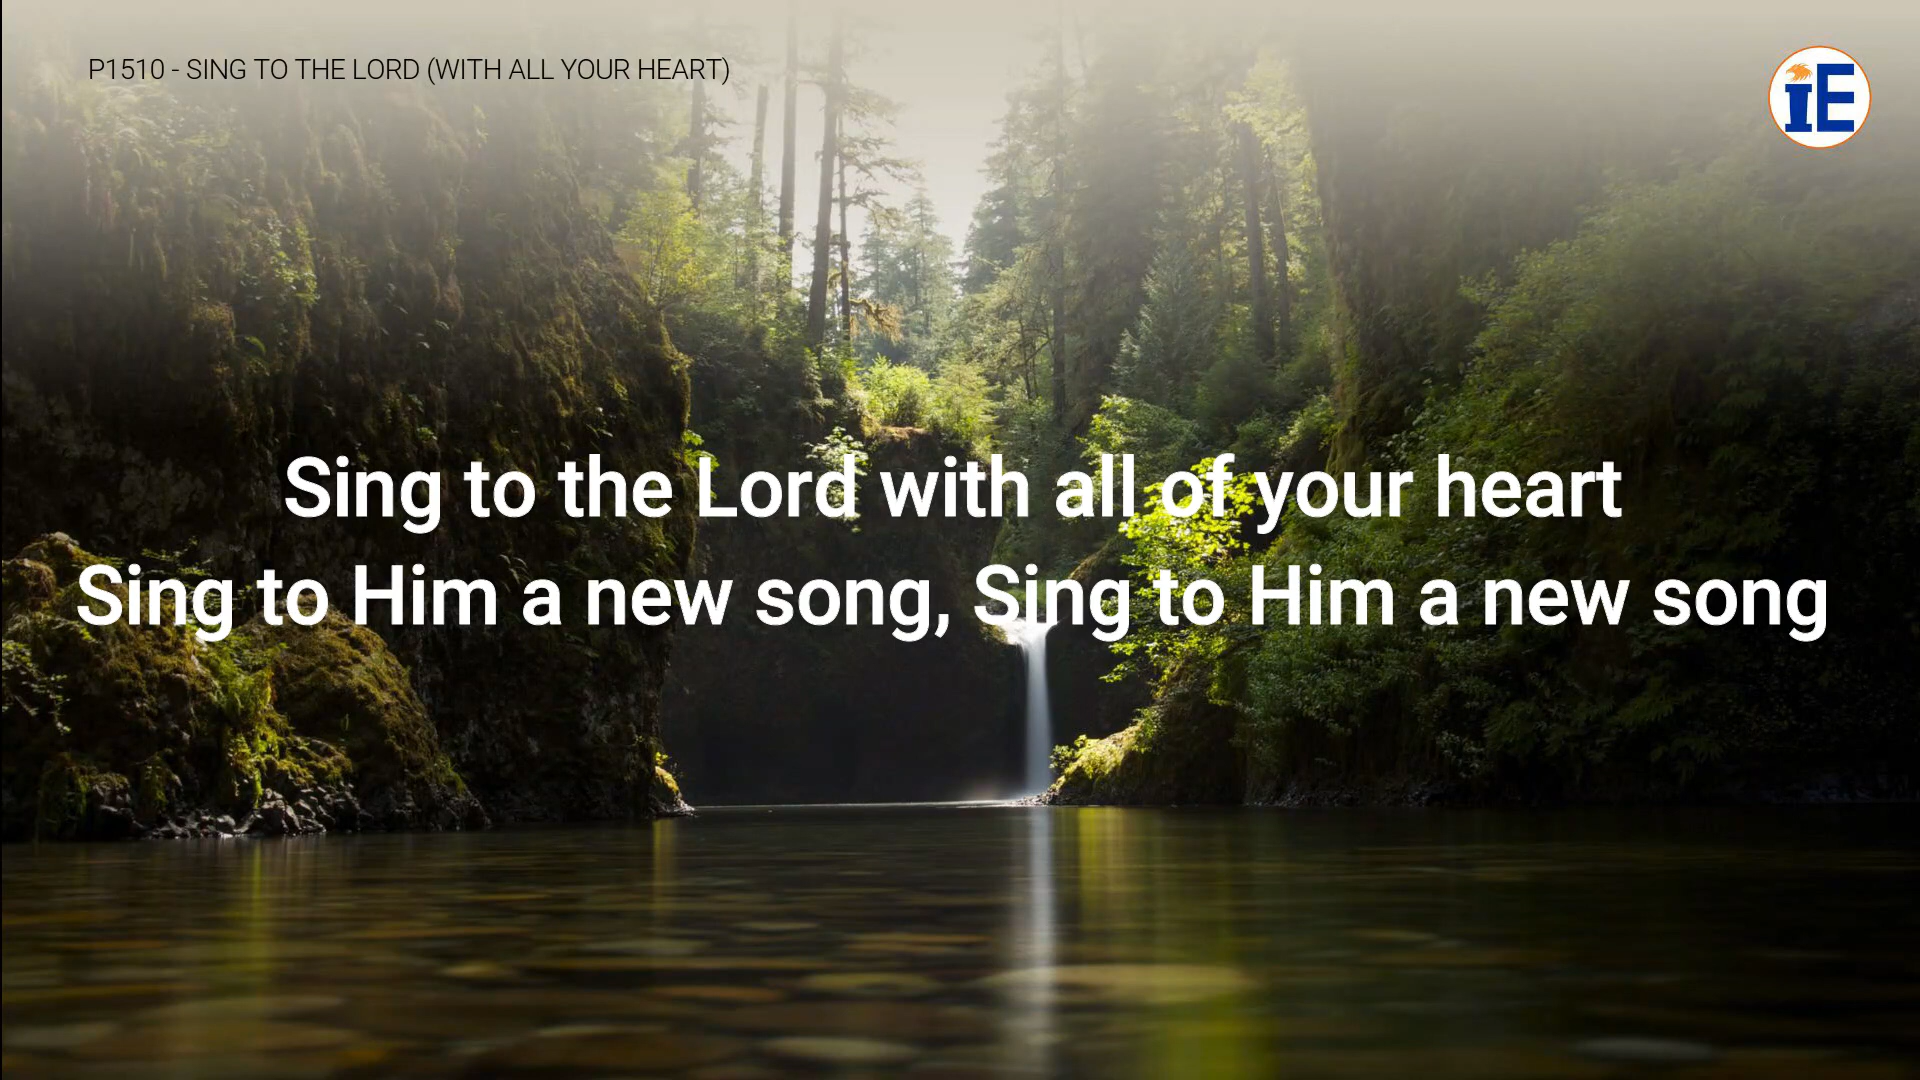 P1510 - SING TO THE LORD (WITH ALL YOUR HEART)
iE
Sing to the Lord with all of your heart
Sing to Him a new song, Sing to Him a new song